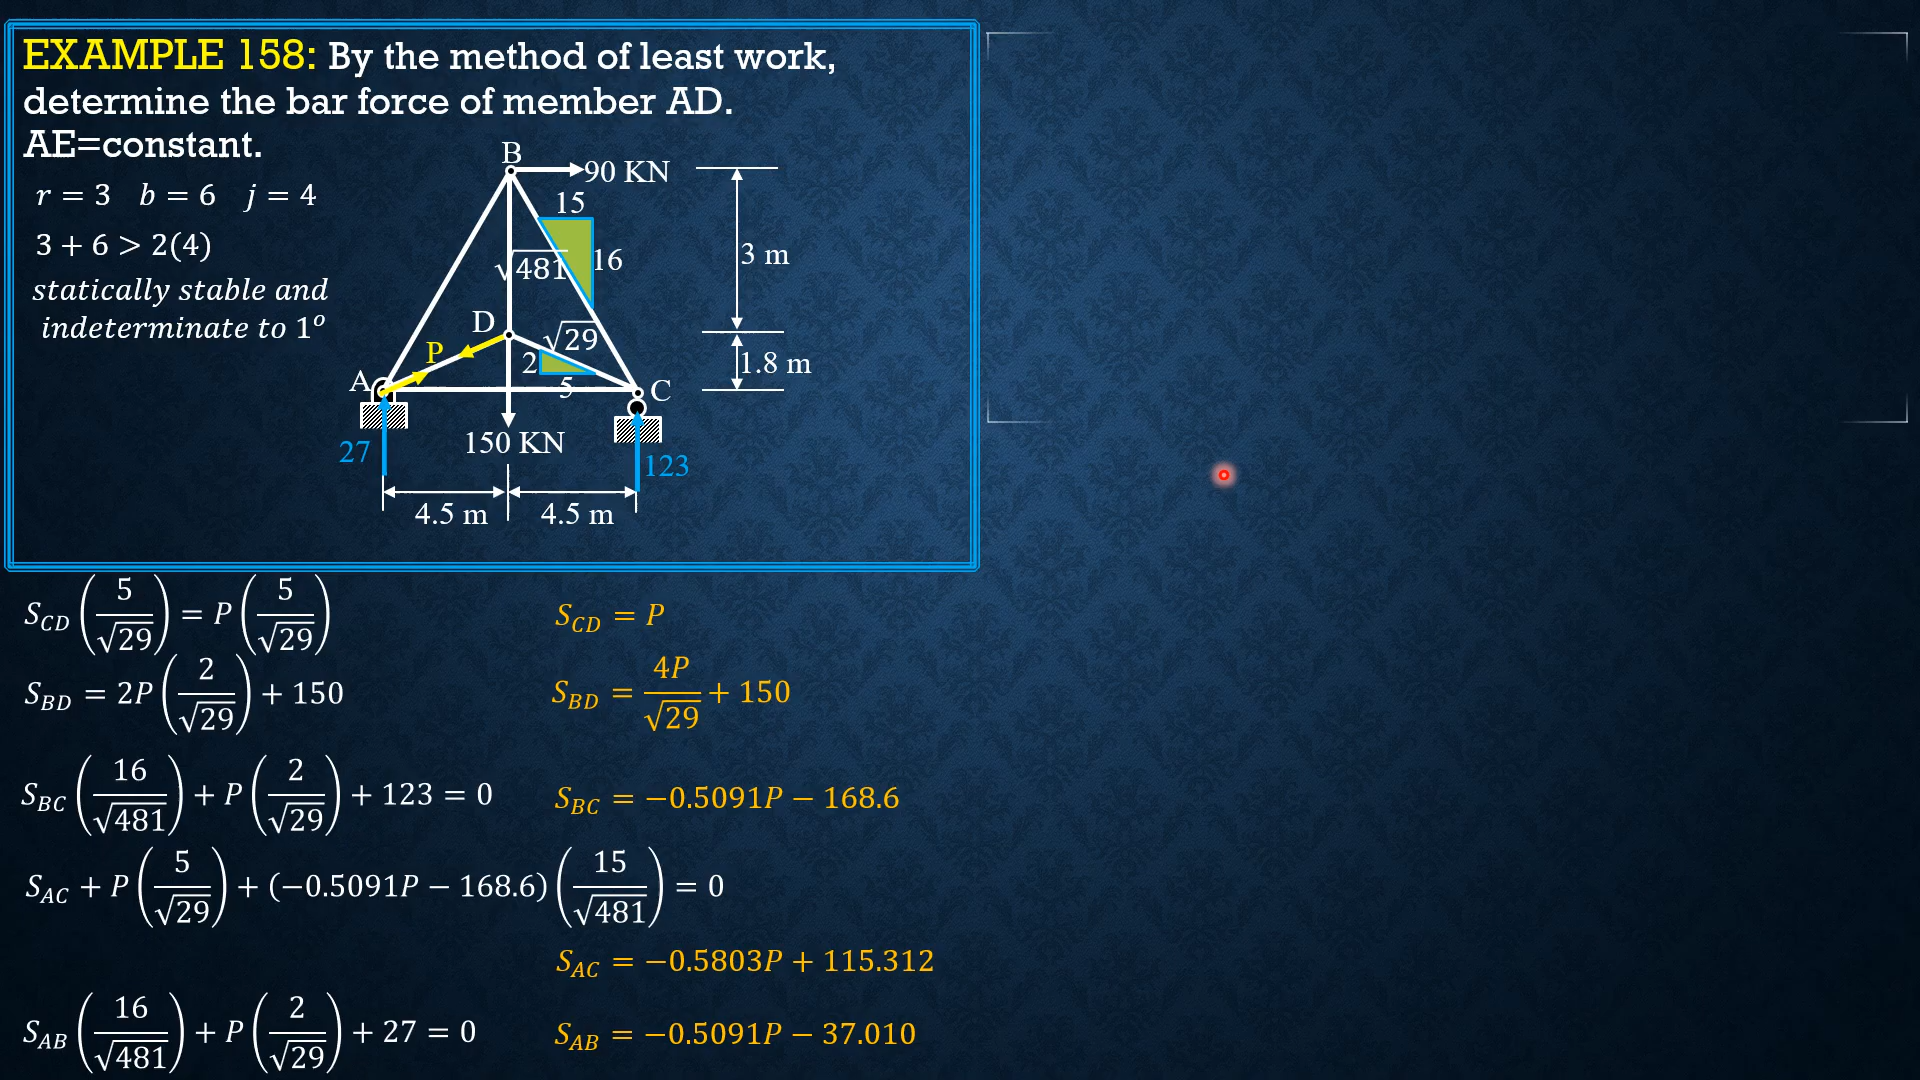 EXAMPLE 158: By the method of least work,
determine the bar force of member AD.
AE=constant.
r = 3   b = 6   j = 4
3 + 6 > 2(4)
statically stable and
indeterminate to 1°
B
90 KN
15
√481
16
3 m
D
√29
P
2
5
1.8 m
A
C
150 KN
27
123
4.5 m
4.5 m
S_CD (5/√29) = P (5/√29)
S_CD = P
S_BD = 2P (2/√29) + 150
S_BD = 4P/√29 + 150
S_BC (16/√481) + P (2/√29) + 123 = 0
S_BC = −0.5091P − 168.6
S_AC + P (5/√29) + (−0.5091P − 168.6) (15/√481) = 0
S_AC = −0.5803P + 115.312
S_AB (16/√481) + P (2/√29) + 27 = 0
S_AB = −0.5091P − 37.010